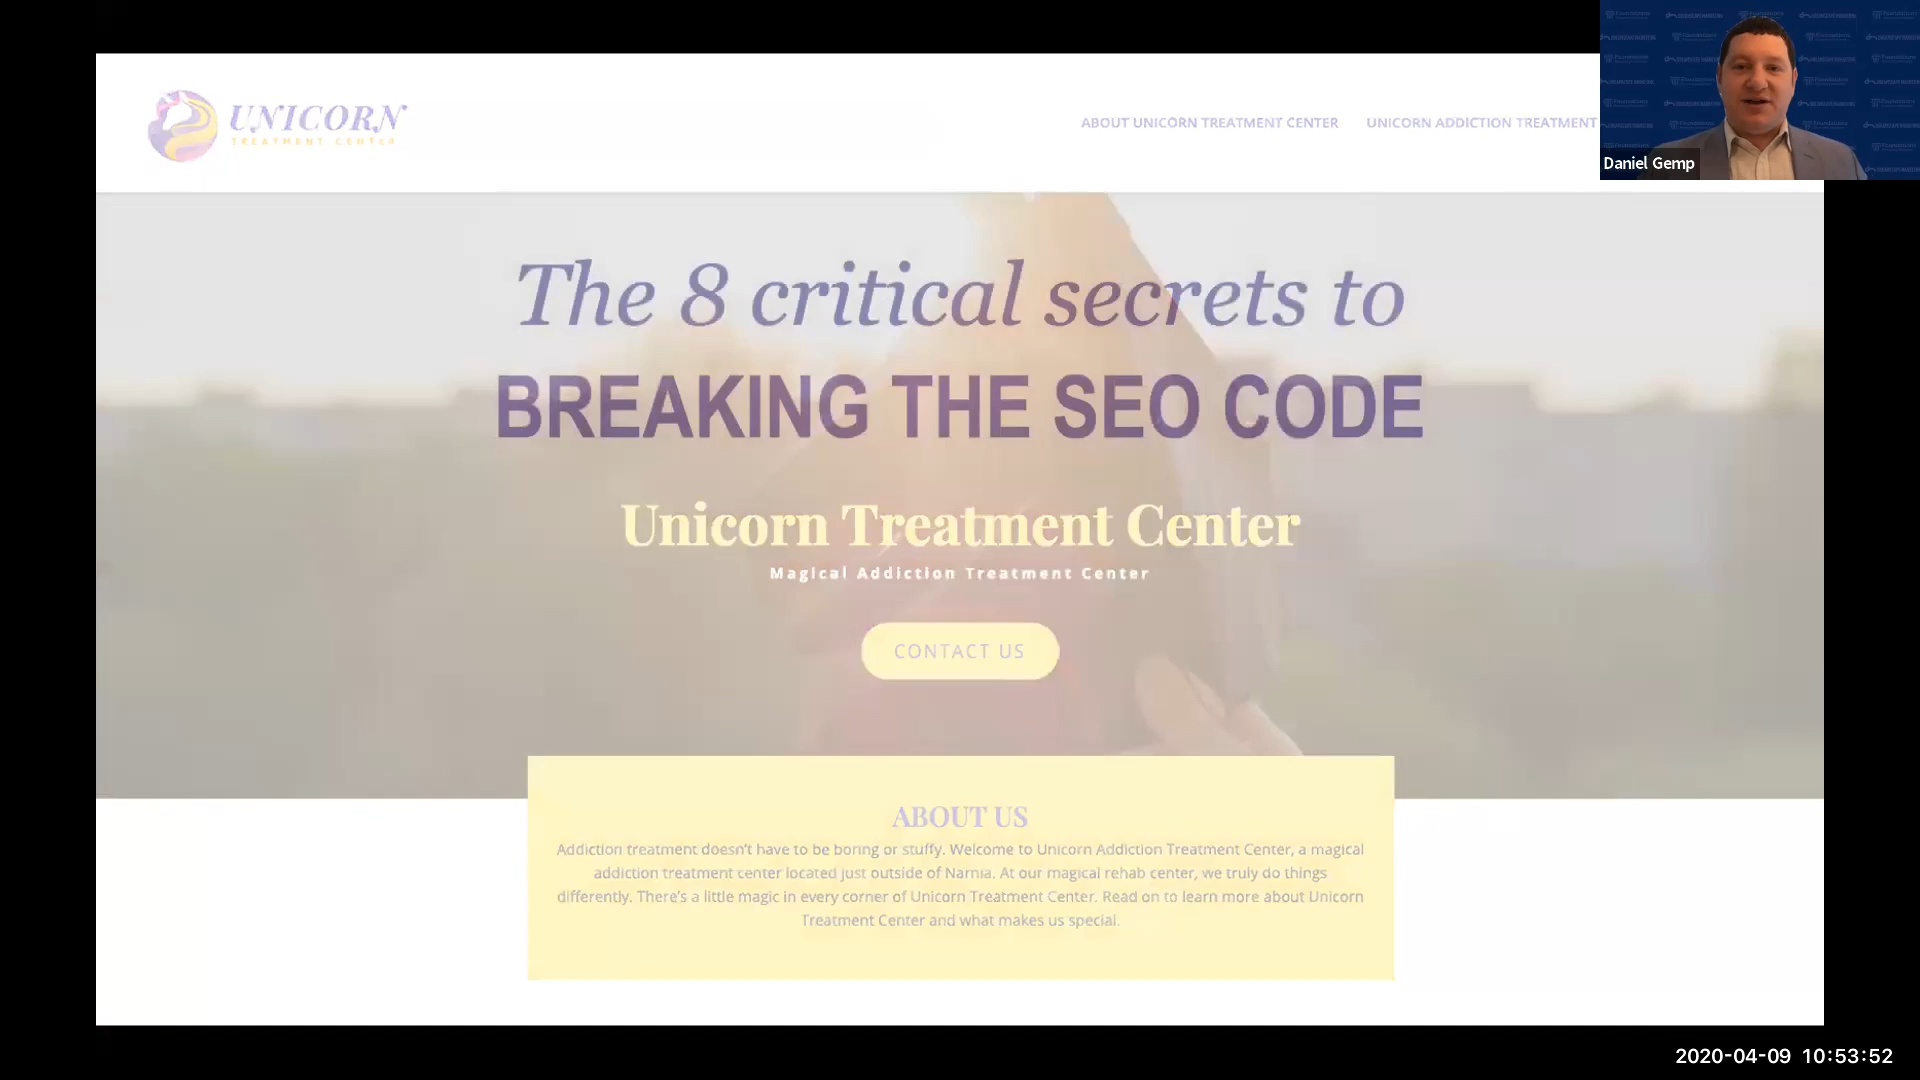 UNICORN
TREATMENT CENTER
ABOUT UNICORN TREATMENT CENTER
UNICORN ADDICTION TREATMENT
Daniel Gemp
The 8 critical secrets to
BREAKING THE SEO CODE
Unicorn Treatment Center
Magical Addiction Treatment Center
CONTACT US
ABOUT US
Addiction treatment doesn't have to be boring or stuffy. Welcome to Unicorn Addiction Treatment Center, a magical
addiction treatment center located just outside of Narnia. At our magical rehab center, we truly do things
differently. There's a little magic in every corner of Unicorn Treatment Center. Read on to learn more about Unicorn
Treatment Center and what makes us special.
2020-04-09 10:53:52